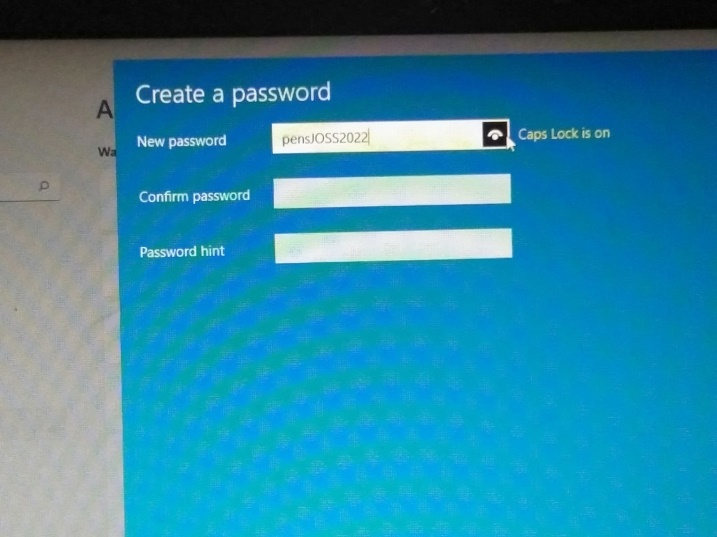 Create a password
New password
pensJOSS2022
Caps Lock is on
Confirm password
Password hint
A
Wa